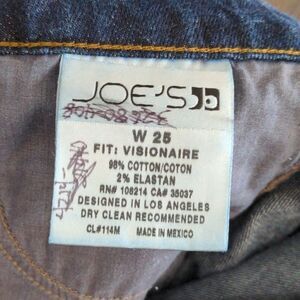 JOE'S
W 25
FIT: VISIONAIRE
98% COTTON/COTON
2% ELASTAN
RN# 108214 CA# 35037
DESIGNED IN LOS ANGELES
DRY CLEAN RECOMMENDED
CL#114M MADE IN MEXICO